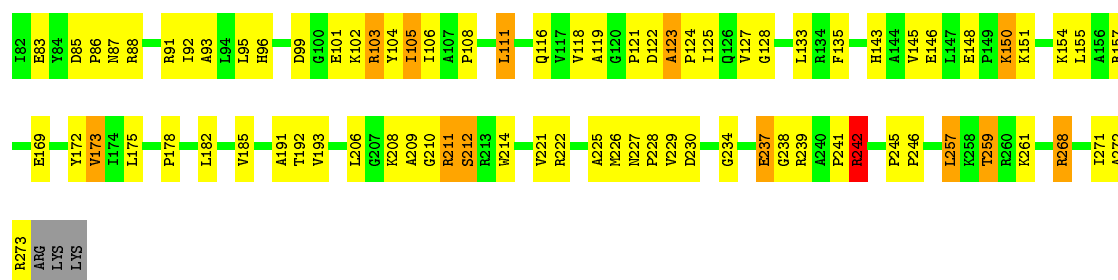 I82 E83 Y84 D85 P86 N87 R88 R91 I92 A93 L94 L95 H96 D99 G100 E101 K102 R103 Y104 I105 I106 A107 P108 L111 Q116 V117 V118 A119 G120 P121 D122 A123 P124 I125 Q126 V127 G128 L133 R134 F135 H143 A144 V145 E146 L147 E148 P149 K150 K151 K154 L155 A156 R157
E169 Y172 V173 I174 L175 P178 L182 V185 A191 T192 V193 L206 G207 K208 A209 G210 R211 S212 R213 W214 V221 R222 A225 M226 N227 P228 V229 D230 G234 E237 G238 R239 A240 P241 R242 P245 P246 L257 K258 T259 R260 K261 R268 I271 A272
R273 ARG LYS LYS